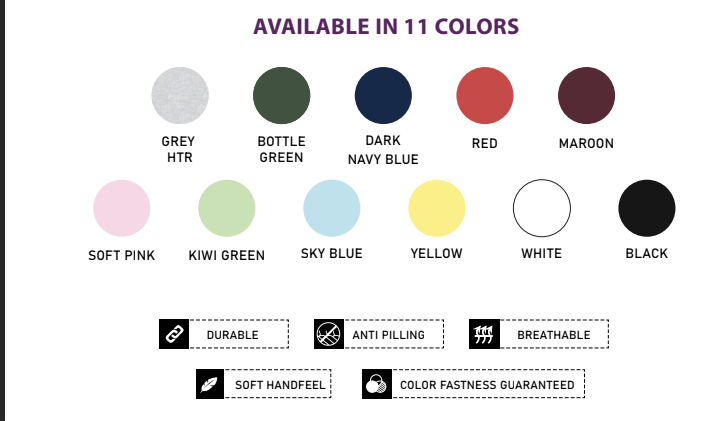 AVAILABLE IN 11 COLORS
GREY
HTR
BOTTLE
GREEN
DARK
NAVY BLUE
RED
MAROON
SOFT PINK
KIWI GREEN
SKY BLUE
YELLOW
WHITE
BLACK
DURABLE
ANTI PILLING
BREATHABLE
SOFT HANDFEEL
COLOR FASTNESS GUARANTEED